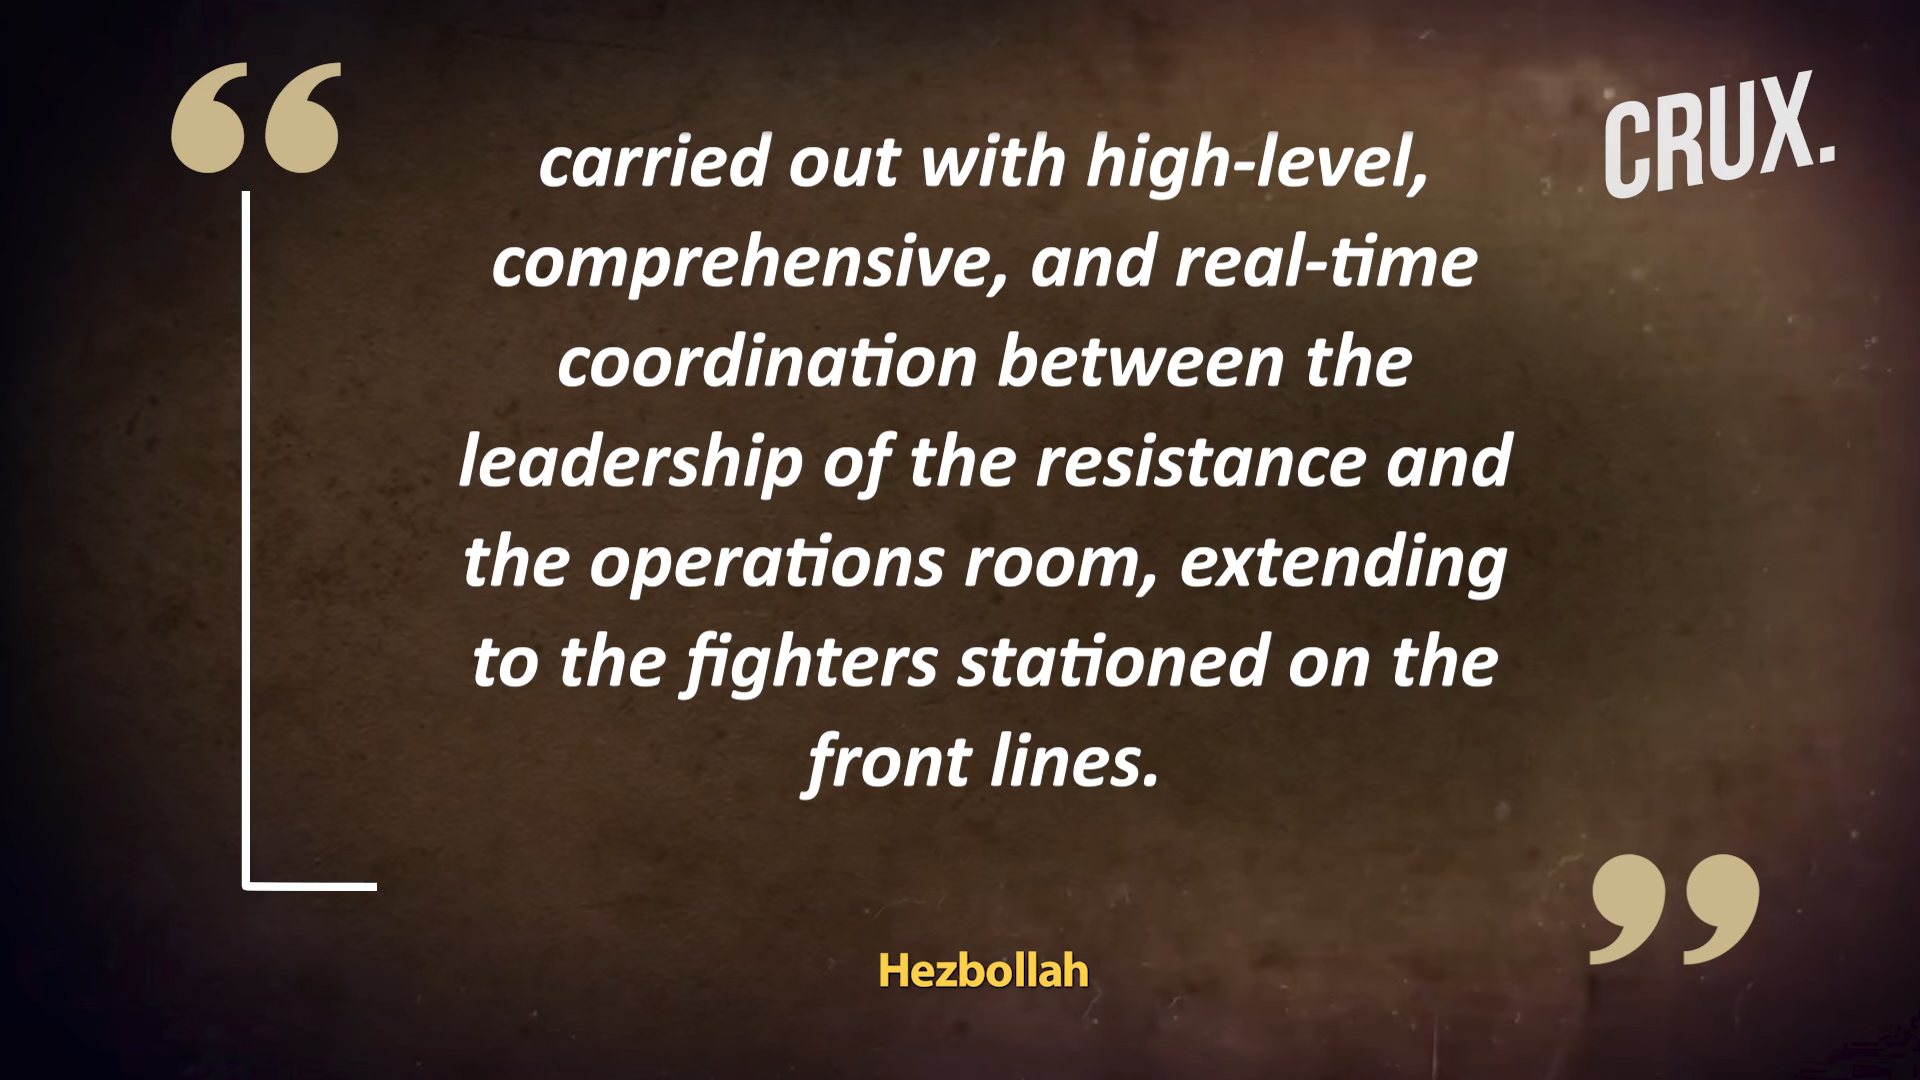 “
CRUX.
carried out with high-level,
comprehensive, and real-time
coordination between the
leadership of the resistance and
the operations room, extending
to the fighters stationed on the
front lines.
”
Hezbollah